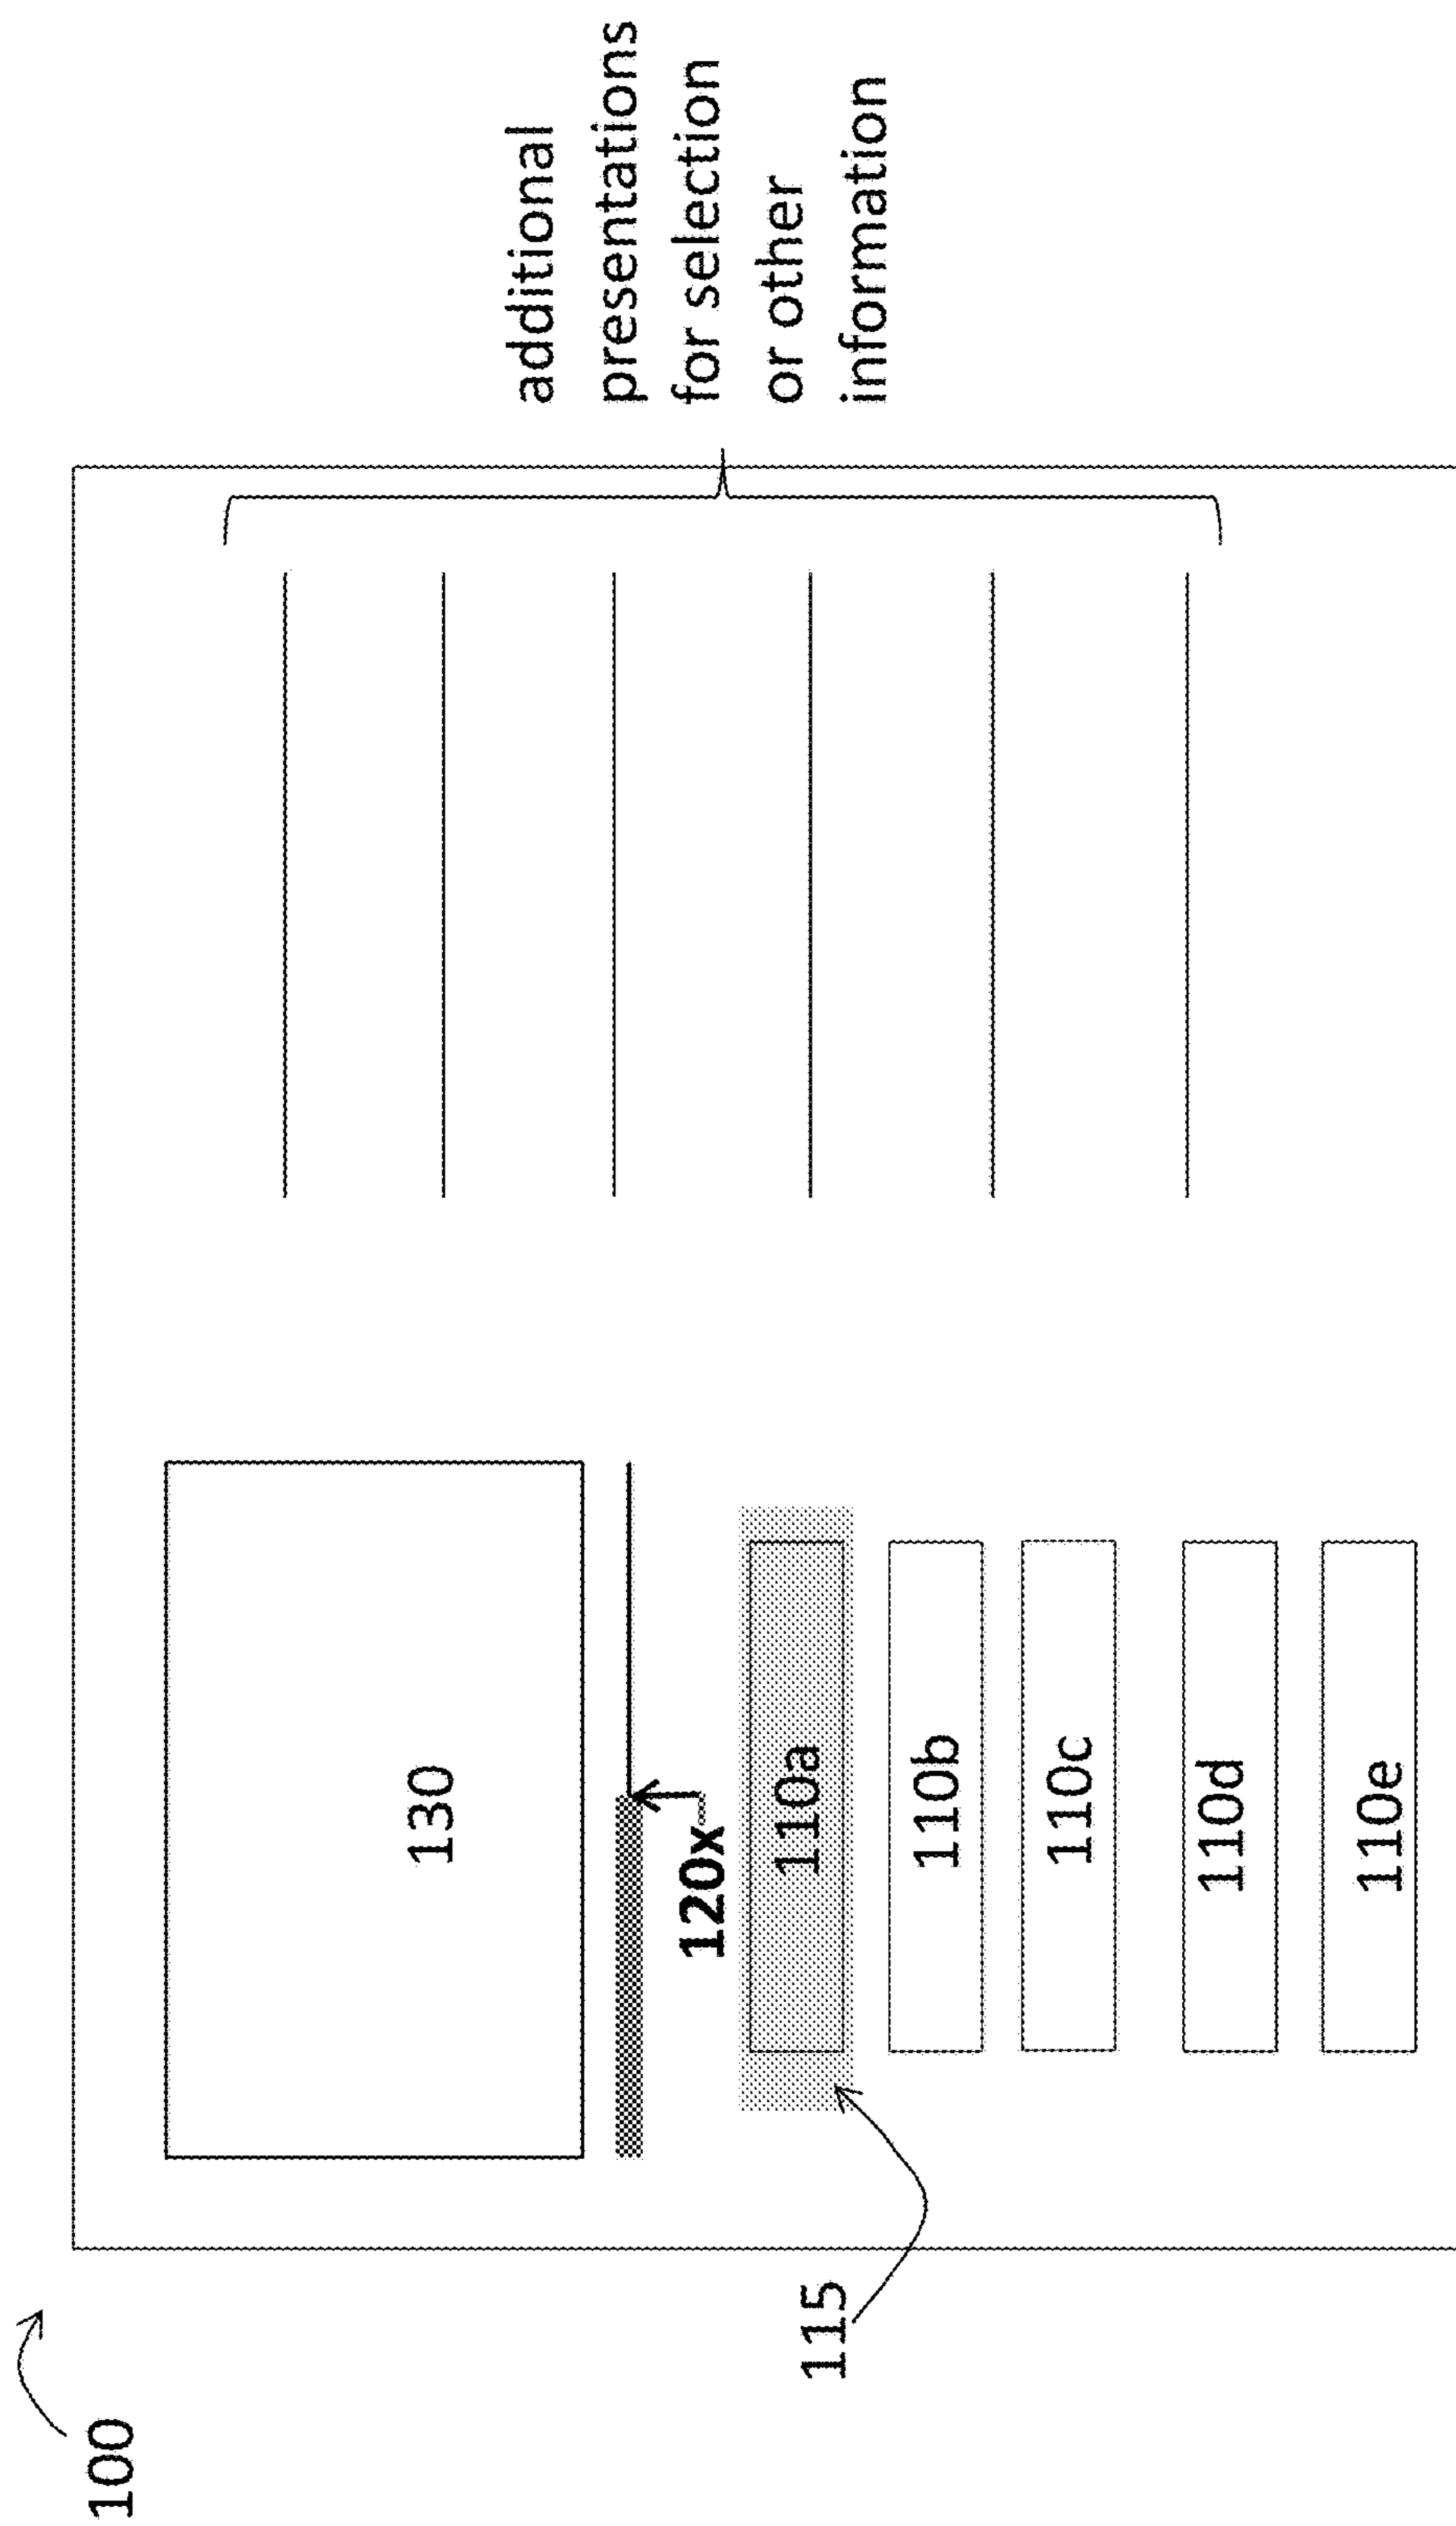 100
130
120x
115
110a
110b
110c
110d
110e
additional
presentations
for selection
or other
information